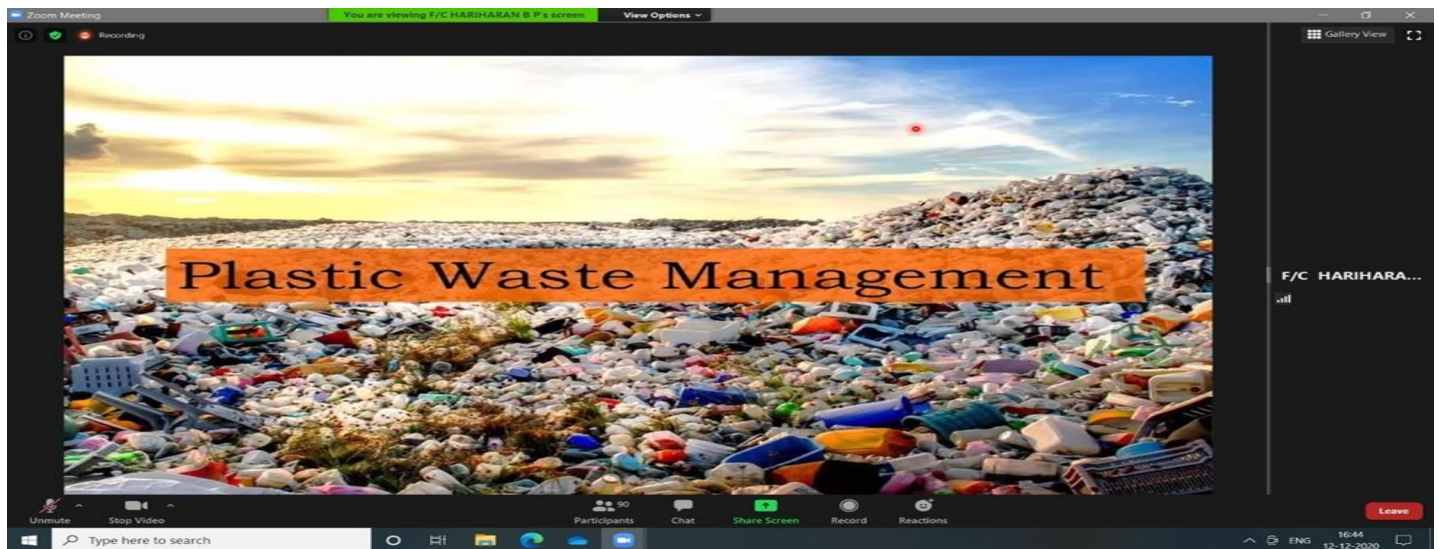 Zoom Meeting
You are viewing F/C HARIHARAN B P's screen
View Options
Recording
Gallery View
Plastic Waste Management
F/C HARIHARA...
Unmute
Stop Video
90
Participants
Chat
Share Screen
Record
Reactions
Leave
Type here to search
ENG
16:44
12-12-2020